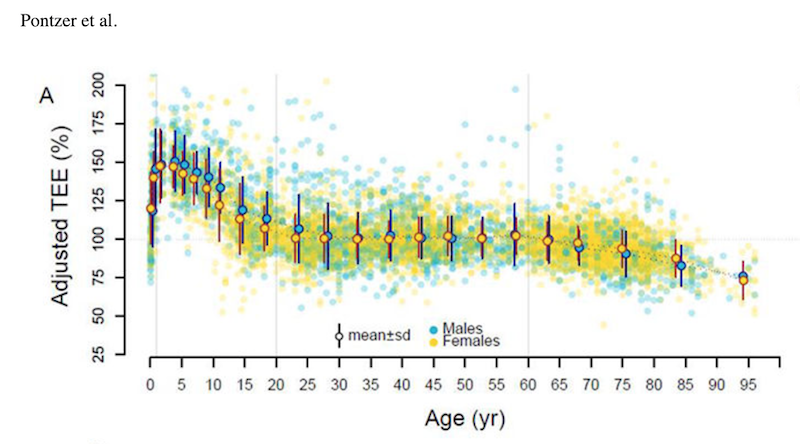 Pontzer et al.
A
Adjusted TEE (%)
200
175
150
125
100
75
50
25
mean±sd
Males
Females
0 5 10 15 20 25 30 35 40 45 50 55 60 65 70 75 80 85 90 95
Age (yr)